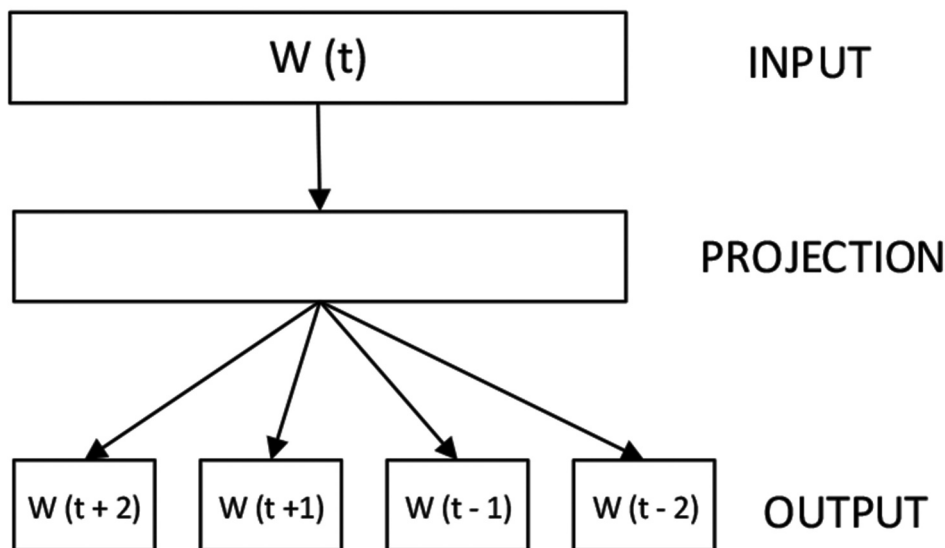 W (t)
INPUT
PROJECTION
W (t + 2)
W (t +1)
W (t - 1)
W (t - 2)
OUTPUT